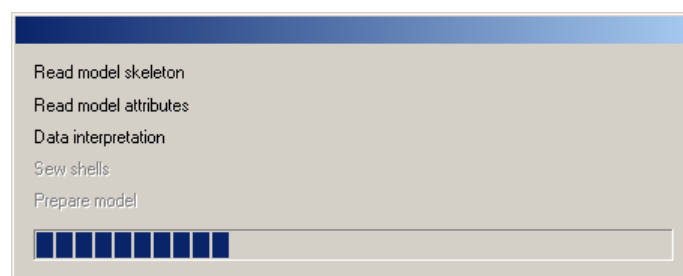 Read model skeleton
Read model attributes
Data interpretation
Sew shells
Prepare model